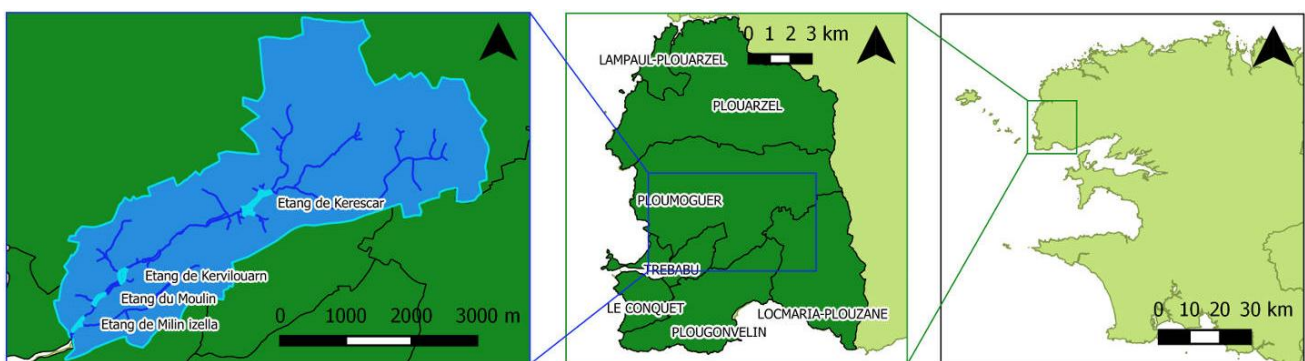 Etang de Kerescar
Etang de Kervilouarn
Etang du Moulin
Etang de Milin izella
0 1000 2000 3000 m
0 1 2 3 km
LAMPAUL-PLOUARZEL
PLOUARZEL
PLOUMOGUER
TREBABU
LE CONQUET
LOCMARIA-PLOUZANE
PLOUGONVELIN
0 10 20 30 km